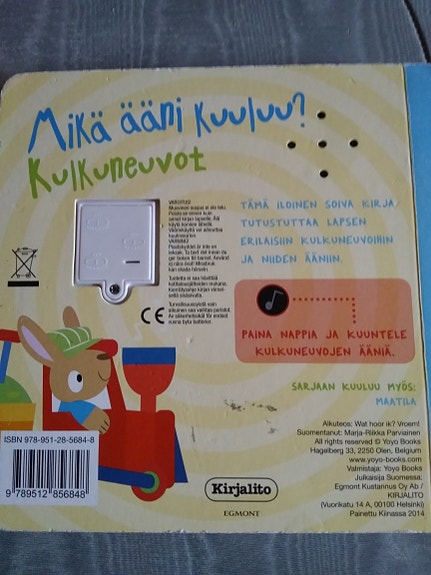 Mikä ääni kuuluu?
Kulkuneuvot
TÄMÄ ILOINEN SOIVA KIRJA
TUTUSTUTTAA LAPSEN
ERILAISIIN KULKUNEUVOIHIN
JA NIIDEN ÄÄNIIN.
PAINA NAPPIA JA KUUNTELE
KULKUNEUVOJEN ÄÄNIÄ.
SARJAAN KUULUU MYÖS:
MAATILA
VAROITUS!
VARNING!
CE
Alkuteos: Wat hoor ik? Vroem!
Suomentanut: Marja-Riikka Parviainen
All rights reserved © Yoyo Books
Hagelberg 33, 2250 Olen, Belgium
www.yoyo-books.com
Valmistaja: Yoyo Books
Julkaisija Suomessa:
Egmont Kustannus Oy Ab /
KIRJALITO
(Vuorikatu 14 A, 00100 Helsinki)
Painettu Kiinassa 2014
ISBN 978-951-28-5684-8
9 789512 856848
Kirjalito
EGMONT